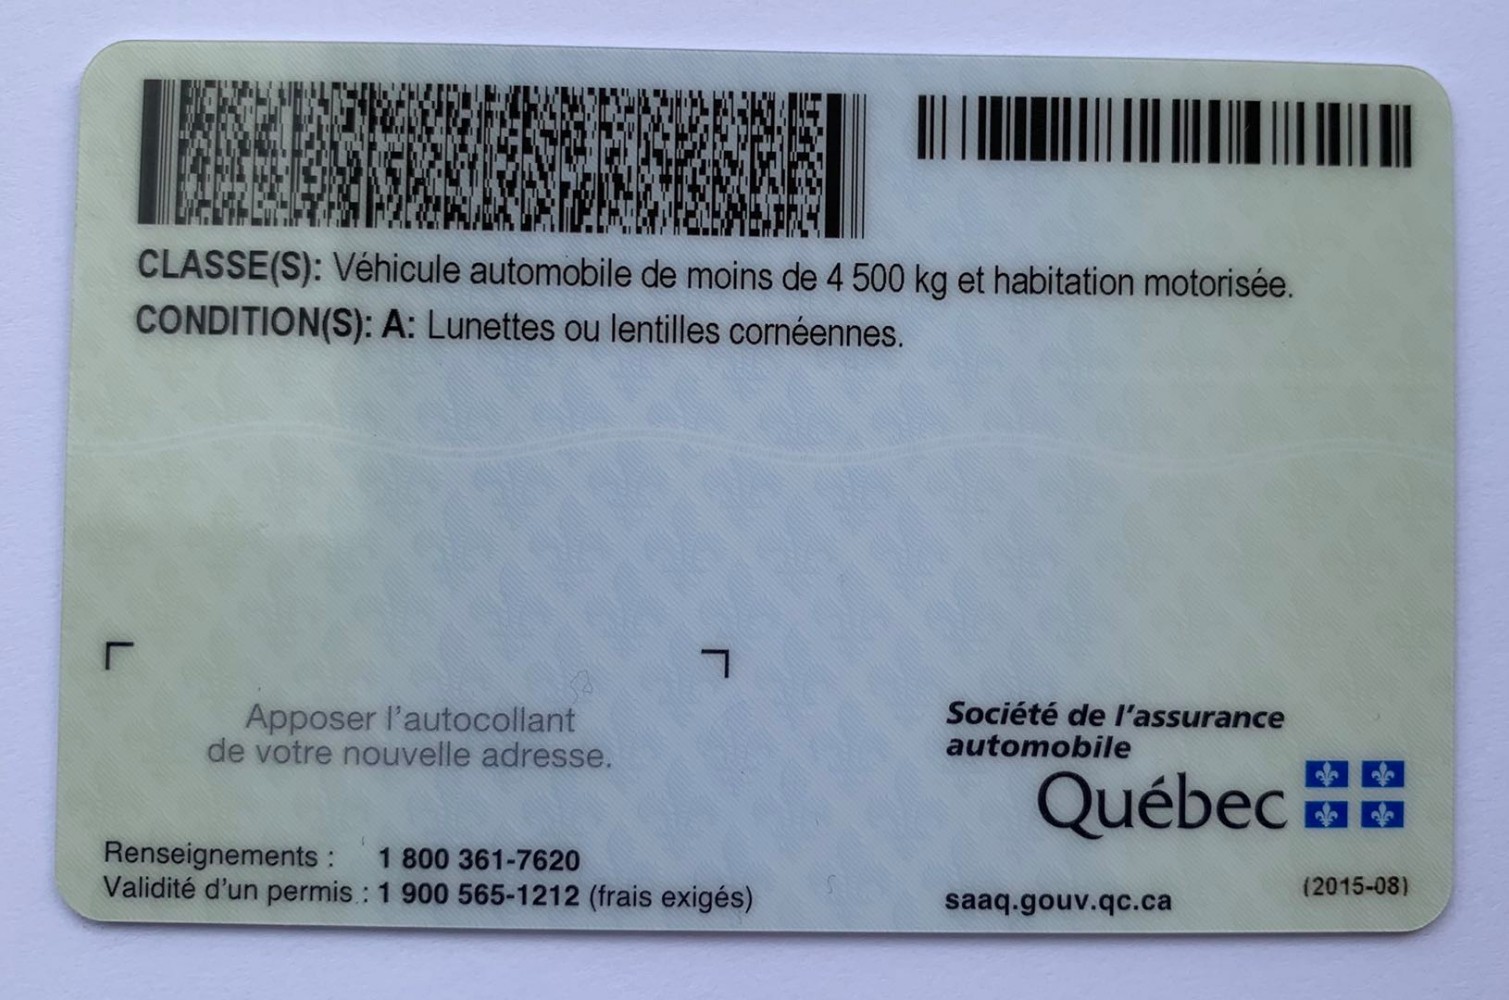 CLASSE(S): Véhicule automobile de moins de 4 500 kg et habitation motorisée.
CONDITION(S): A: Lunettes ou lentilles cornéennes.
Apposer l'autocollant
de votre nouvelle adresse.
Société de l'assurance
automobile
Québec
Renseignements : 1 800 361-7620
Validité d'un permis : 1 900 565-1212 (frais exigés)
saaq.gouv.qc.ca
(2015-08)